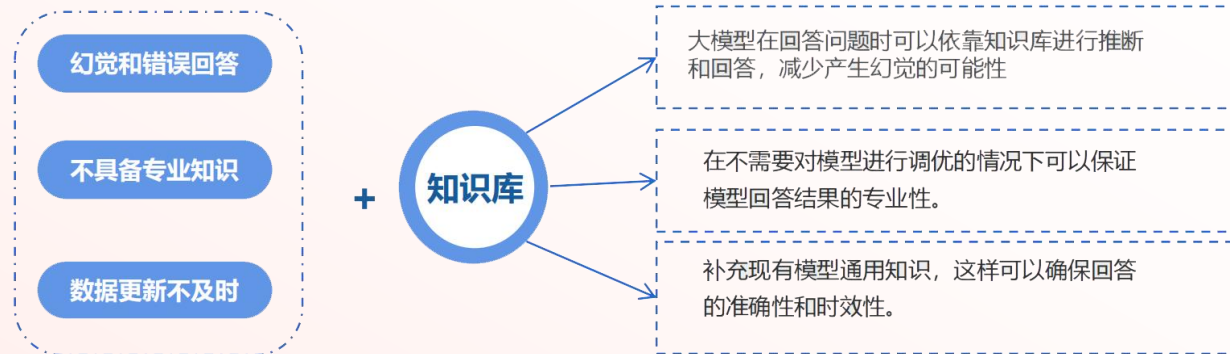 幻觉和错误回答
不具备专业知识
数据更新不及时
+
知识库
大模型在回答问题时可以依靠知识库进行推断
和回答，减少产生幻觉的可能性
在不需要对模型进行调优的情况下可以保证
模型回答结果的专业性。
补充现有模型通用知识，这样可以确保回答
的准确性和时效性。